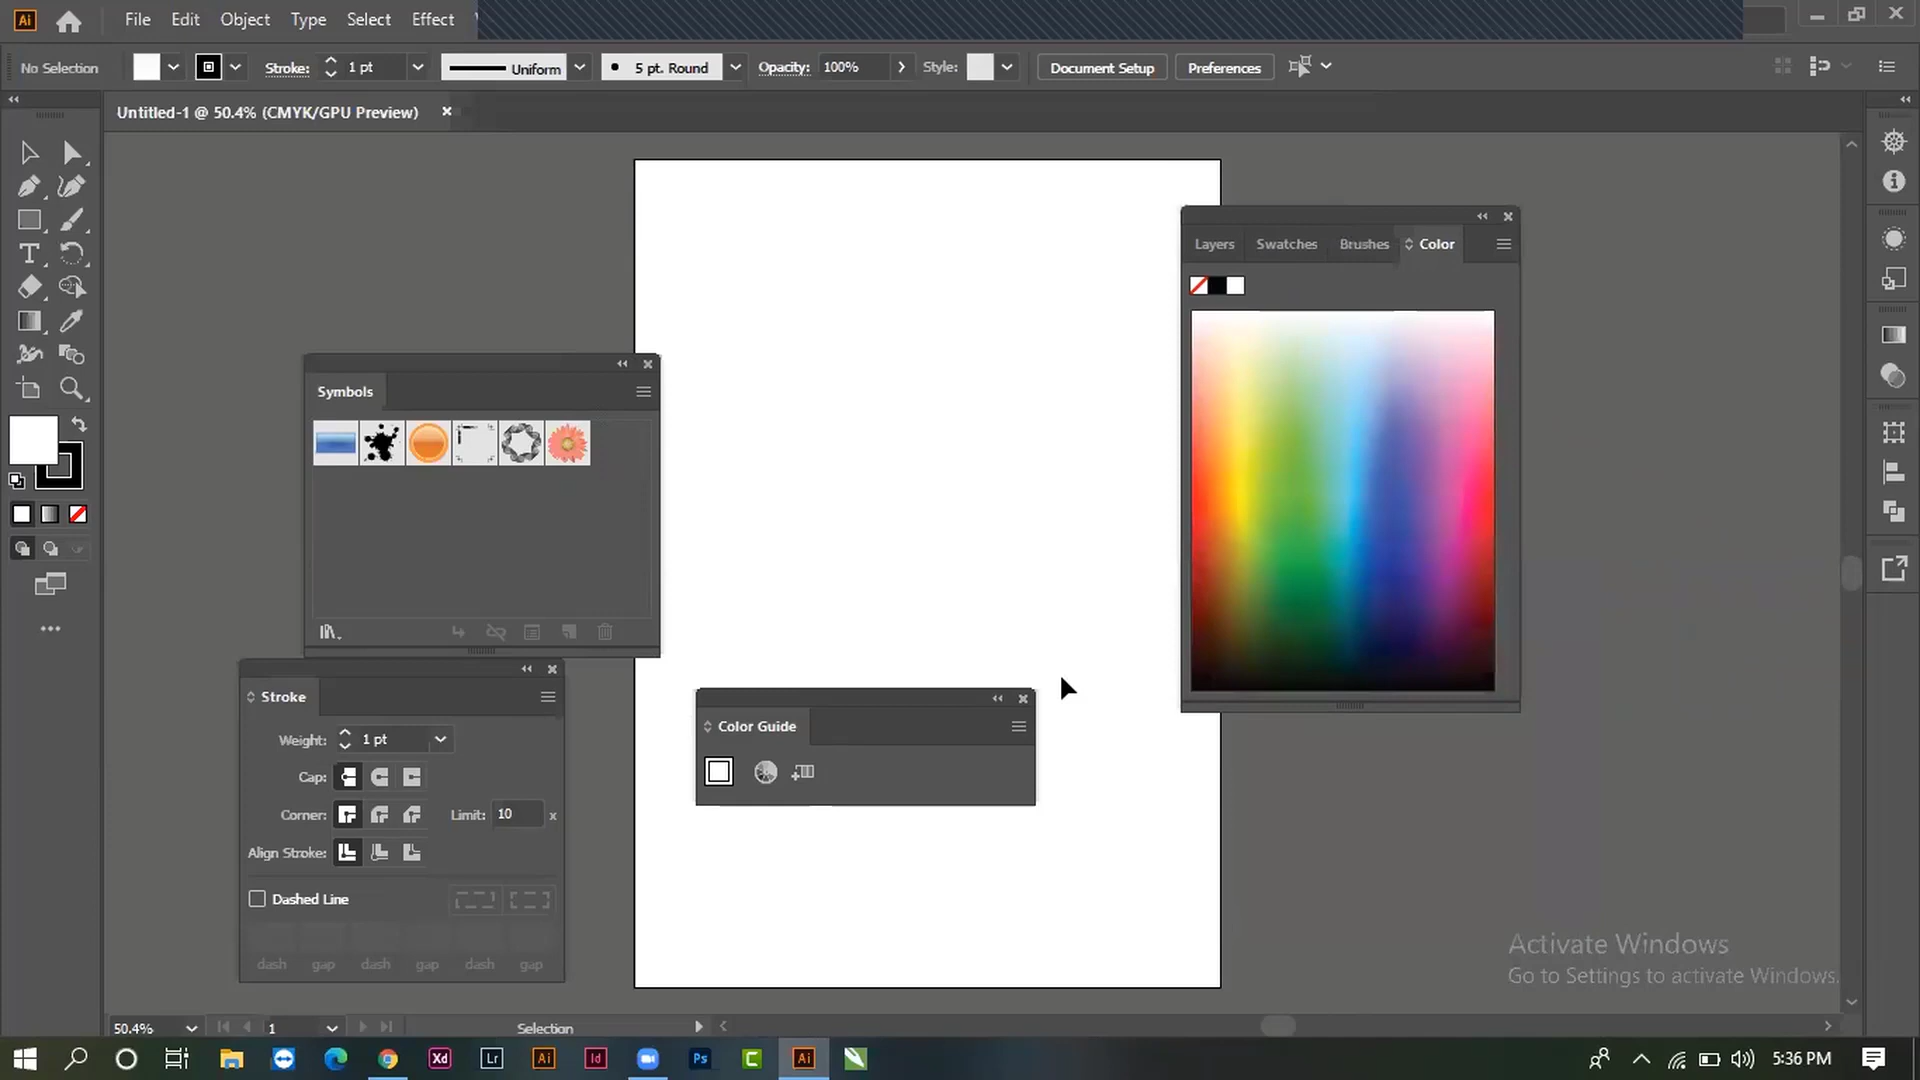 Ai File Edit Object Type Select Effect
No Selection Stroke: 1 pt Uniform 5 pt. Round Opacity: 100% Style: Document Setup Preferences
Untitled-1 @ 50.4% (CMYK/GPU Preview)
Layers Swatches Brushes Color
Symbols
Stroke
Weight: 1 pt
Cap:
Corner: Limit: 10 x
Align Stroke:
Dashed Line
dash gap dash gap dash gap
Color Guide
Activate Windows
Go to Settings to activate Windows.
50.4% 1 Selection
Xd Lr Ai Id Ps C Ai 5:36 PM